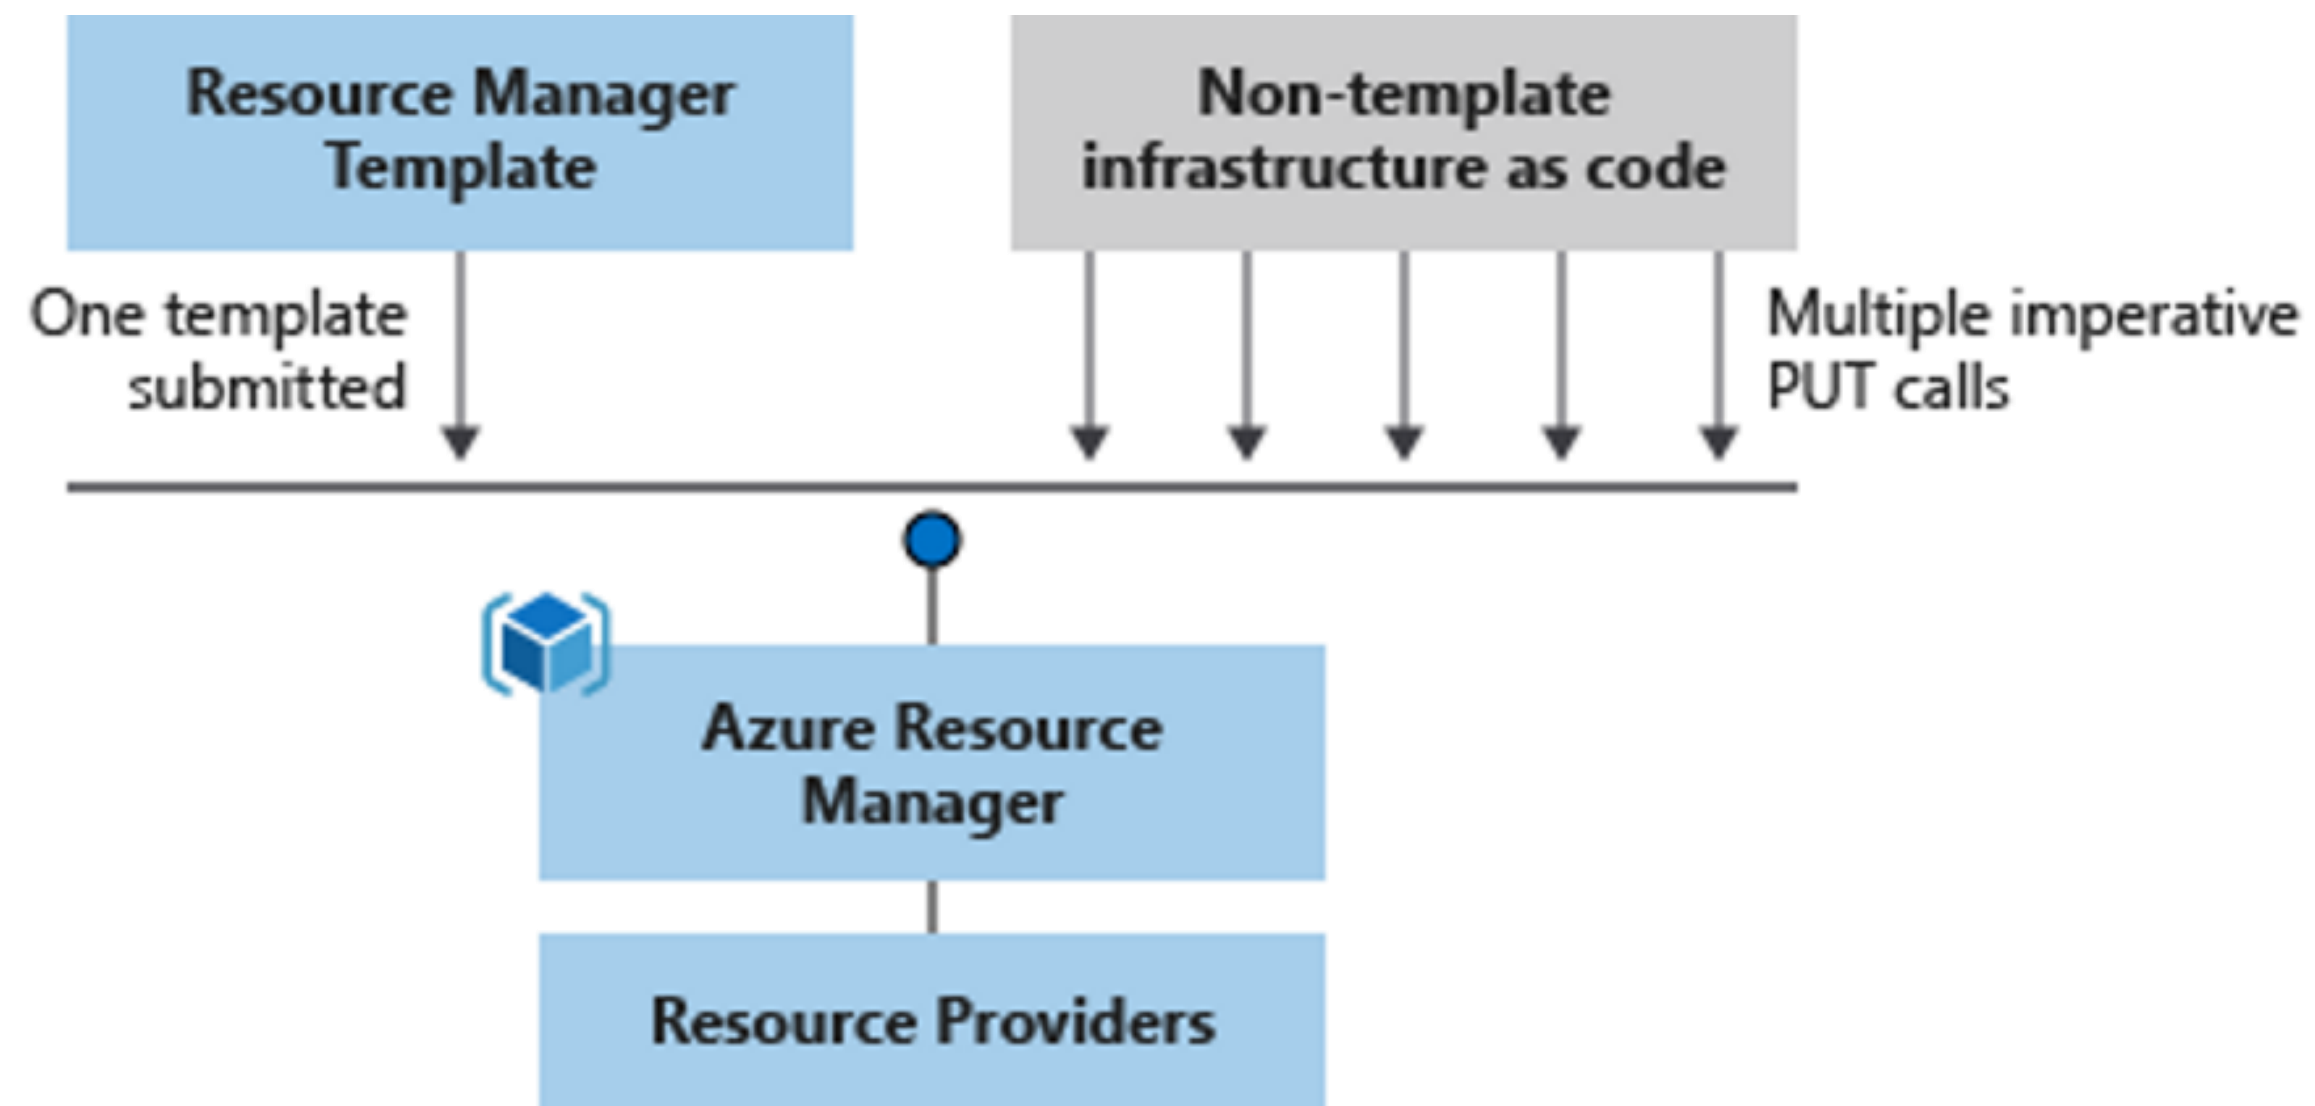 Resource Manager
Template
Non-template
infrastructure as code
One template
submitted
Multiple imperative
PUT calls
Azure Resource
Manager
Resource Providers